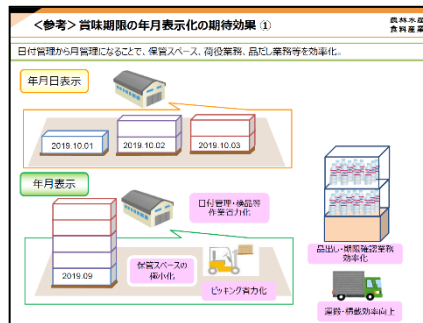 ＜参考＞賞味期限の年月表示化の期待効果 ①
農林水産
食料産業
日付管理から月管理になることで、保管スペース、荷役業務、品だし業務等を効率化。
年月日表示
2019.10.01
2019.10.02
2019.10.03
年月表示
日付管理・検品等
作業省力化
2019.09
保管スペースの
極小化
ピッキング省力化
品出し・期限確認業務
効率化
運搬・積載効率向上